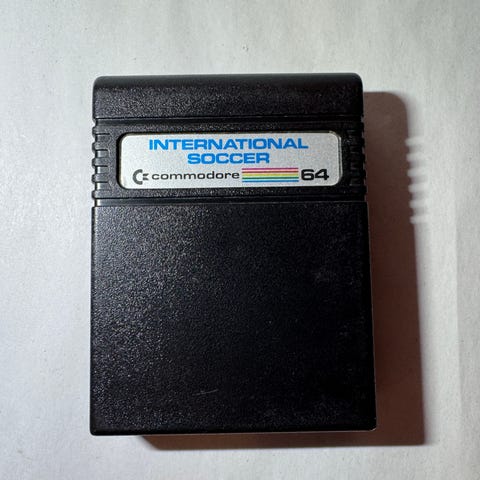 INTERNATIONAL
SOCCER
commodore 64